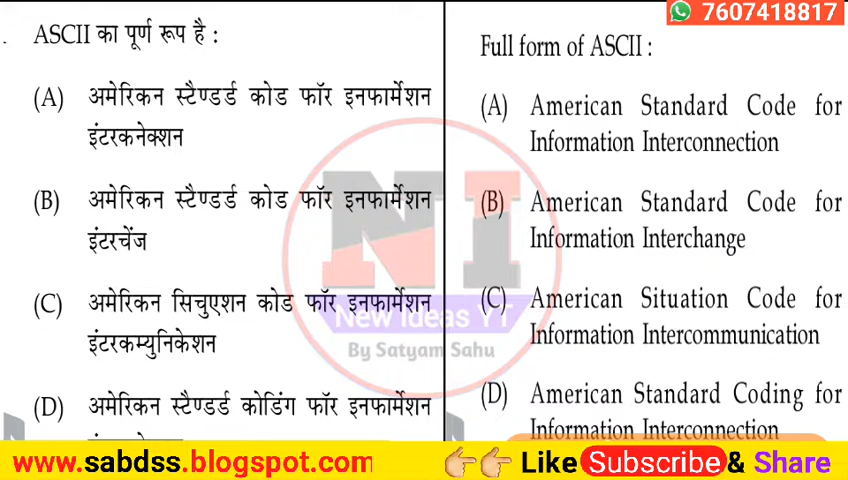 7607418817
ASCII का पूर्ण रूप है :
(A) अमेरिकन स्टैण्डर्ड कोड फॉर इनफार्मेशन
इंटरकनेक्शन
(B) अमेरिकन स्टैण्डर्ड कोड फॉर इनफार्मेशन
इंटरचेंज
(C) अमेरिकन सिचुएशन कोड फॉर इनफार्मेशन
इंटरकम्युनिकेशन
(D) अमेरिकन स्टैण्डर्ड कोडिंग फॉर इनफार्मेशन
Full form of ASCII :
(A) American Standard Code for
Information Interconnection
(B) American Standard Code for
Information Interchange
(C) American Situation Code for
Information Intercommunication
(D) American Standard Coding for
Information Interconnection
NI
New Ideas YT
By Satyam Sahu
www.sabdss.blogspot.com
Like Subscribe & Share